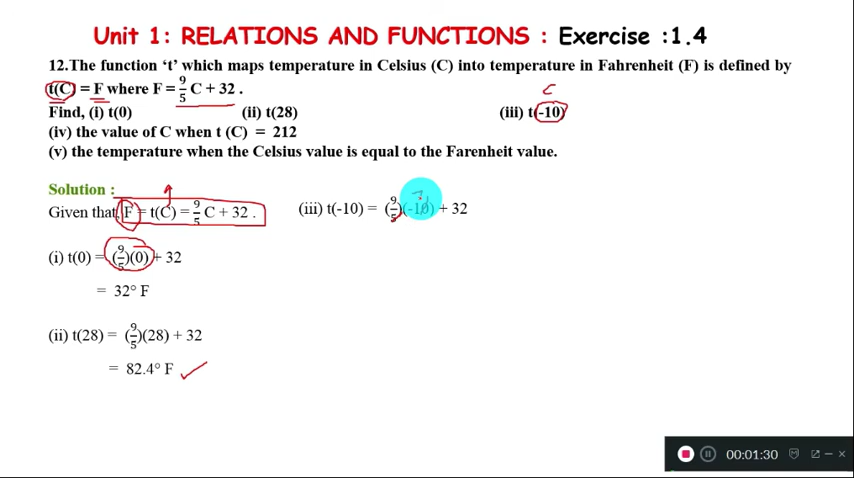 Unit 1: RELATIONS AND FUNCTIONS : Exercise :1.4
12.The function ‘t’ which maps temperature in Celsius (C) into temperature in Fahrenheit (F) is defined by
t(C) = F where F = 9/5 C + 32 .
C
Find, (i) t(0) (ii) t(28) (iii) t(-10)
(iv) the value of C when t (C) = 212
(v) the temperature when the Celsius value is equal to the Farenheit value.
Solution :
Given that, F = t(C) = 9/5 C + 32 .
(iii) t(-10) = (9/5)(-10) + 32
(i) t(0) = (9/5)(0) + 32
= 32° F
(ii) t(28) = (9/5)(28) + 32
= 82.4° F
00:01:30